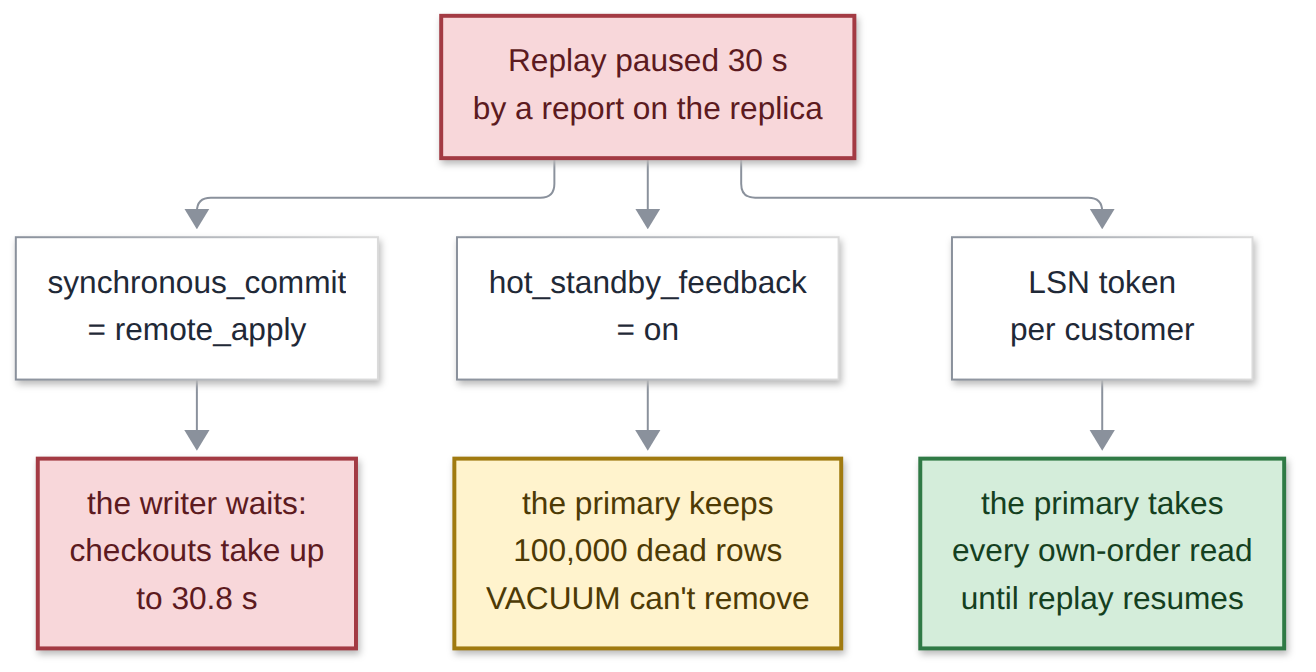 Replay paused 30 s
by a report on the replica
synchronous_commit
= remote_apply
hot_standby_feedback
= on
LSN token
per customer
the writer waits:
checkouts take up
to 30.8 s
the primary keeps
100,000 dead rows
VACUUM can't remove
the primary takes
every own-order read
until replay resumes